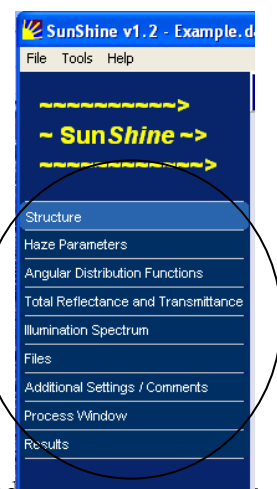 SunShine v1.2 - Example.d
File Tools Help
~~~~~~~~~~>
~ SunShine ~>
~~~~~~~~~~~~>
Structure
Haze Parameters
Angular Distribution Functions
Total Reflectance and Transmittance
Illumination Spectrum
Files
Additional Settings / Comments
Process Window
Results